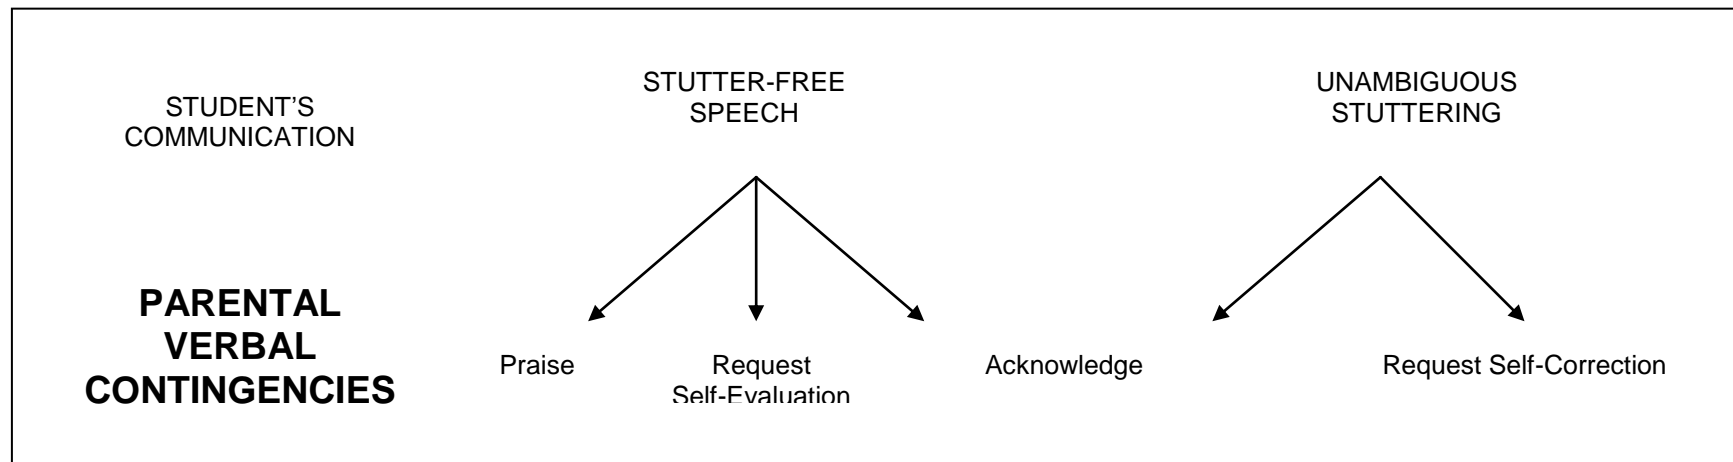 STUDENT'S
COMMUNICATION
STUTTER-FREE
SPEECH
UNAMBIGUOUS
STUTTERING
PARENTAL
VERBAL
CONTINGENCIES
Praise
Request
Self-Evaluation
Acknowledge
Request Self-Correction